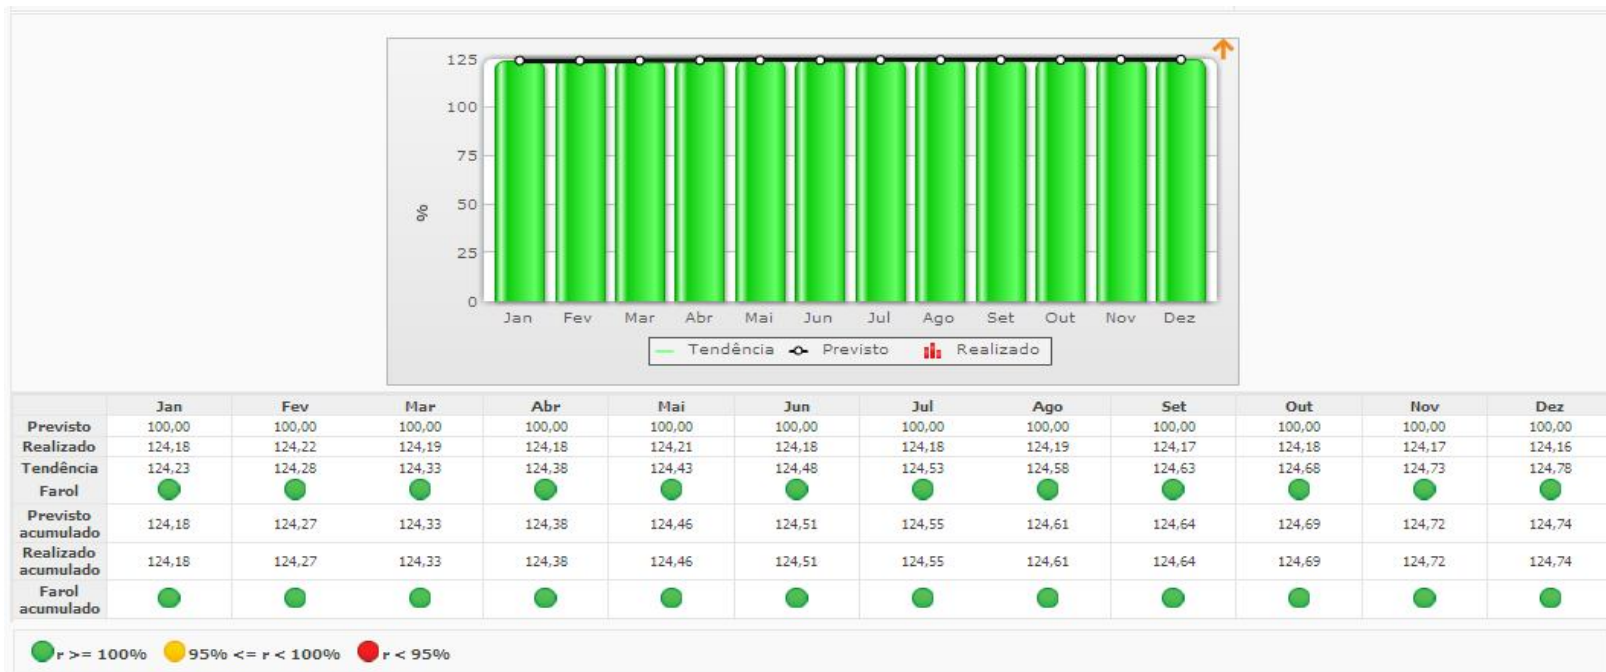 125
100
75
50
25
0
%
Jan Fev Mar Abr Mai Jun Jul Ago Set Out Nov Dez
Tendência Previsto Realizado
Jan Fev Mar Abr Mai Jun Jul Ago Set Out Nov Dez
Previsto 100,00 100,00 100,00 100,00 100,00 100,00 100,00 100,00 100,00 100,00 100,00 100,00
Realizado 124,18 124,22 124,19 124,18 124,21 124,18 124,18 124,19 124,17 124,18 124,17 124,16
Tendência 124,23 124,28 124,33 124,38 124,43 124,48 124,53 124,58 124,63 124,68 124,73 124,78
Farol
Previsto
acumulado 124,18 124,27 124,33 124,38 124,46 124,51 124,55 124,61 124,64 124,69 124,72 124,74
Realizado
acumulado 124,18 124,27 124,33 124,38 124,46 124,51 124,55 124,61 124,64 124,69 124,72 124,74
Farol
acumulado
r >= 100% 95% <= r < 100% r < 95%